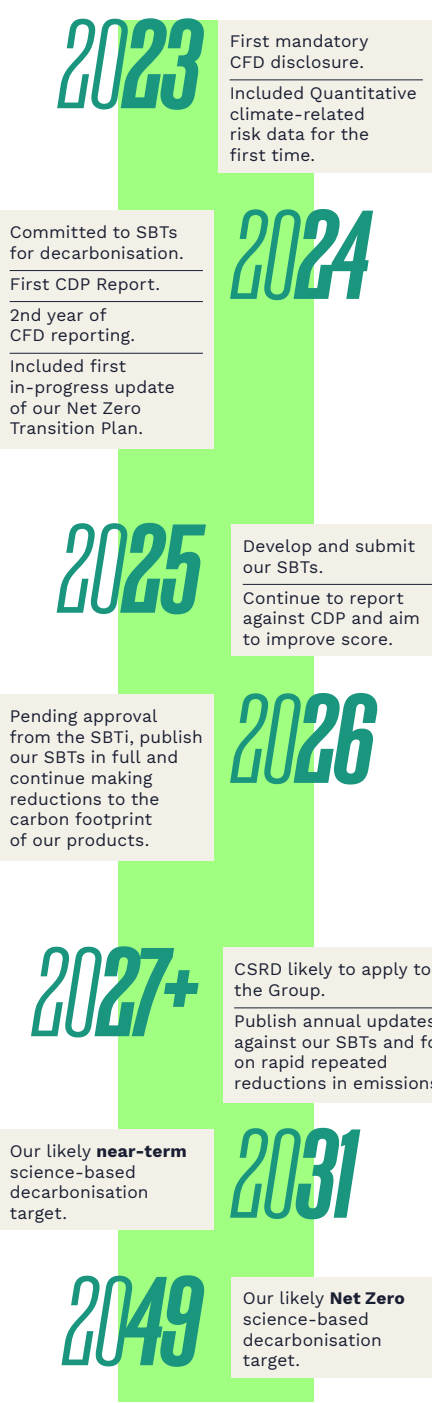 2023
First mandatory
CFD disclosure.
Included Quantitative
climate-related
risk data for the
first time.
2024
Committed to SBTs
for decarbonisation.
First CDP Report.
2nd year of
CFD reporting.
Included first
in-progress update
of our Net Zero
Transition Plan.
2025
Develop and submit
our SBTs.
Continue to report
against CDP and aim
to improve score.
2026
Pending approval
from the SBTi, publish
our SBTs in full and
continue making
reductions to the
carbon footprint
of our products.
2027+
CSRD likely to apply to
the Group.
Publish annual updates
against our SBTs and
on rapid repeated
reductions in emissions
2031
Our likely near-term
science-based
decarbonisation
target.
2049
Our likely Net Zero
science-based
decarbonisation
target.